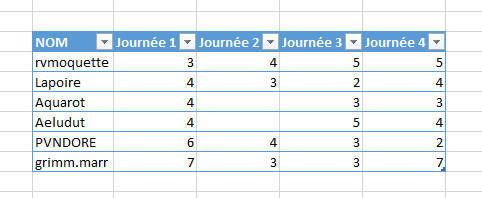 NOM Journée 1 Journée 2 Journée 3 Journée 4
rvmoquette 3 4 5 5
Lapoire 4 3 2 4
Aquarot 4 3 3
Aeludut 4 5 4
PVNDORE 6 4 3 2
grimm.marr 7 3 3 7